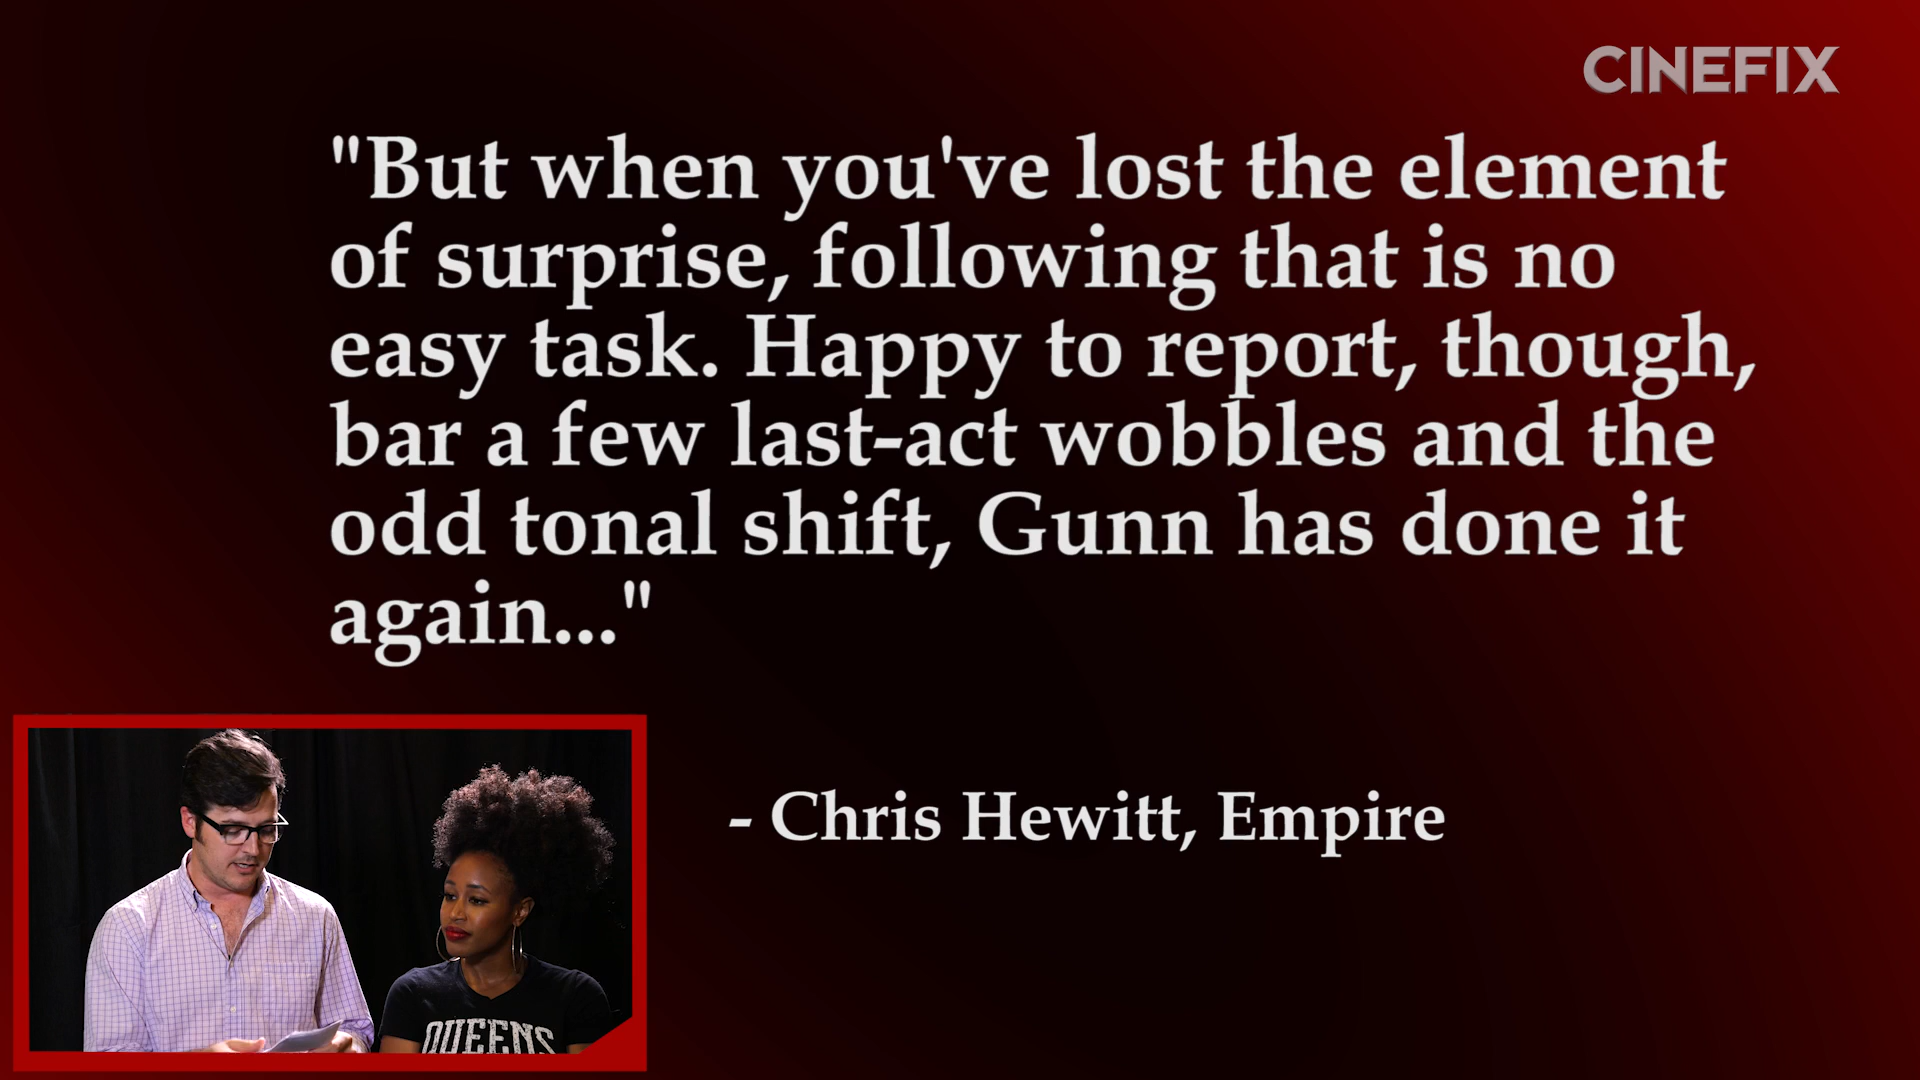 CINEFIX
"But when you've lost the element
of surprise, following that is no
easy task. Happy to report, though,
bar a few last-act wobbles and the
odd tonal shift, Gunn has done it
again..."
- Chris Hewitt, Empire
QUEENS